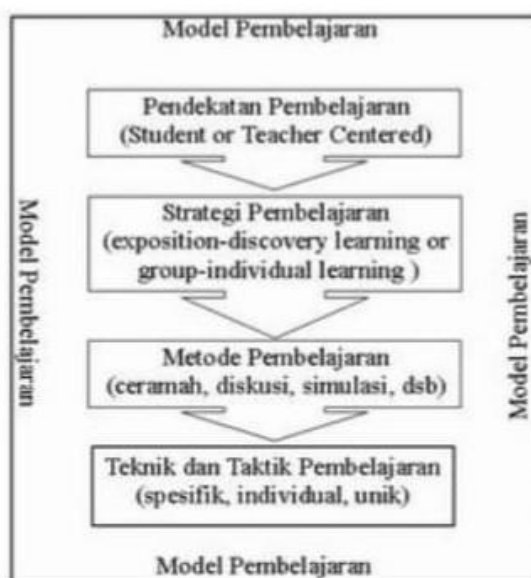 Model Pembelajaran
Pendekatan Pembelajaran
(Student or Teacher Centered)
Strategi Pembelajaran
(exposition-discovery learning or
group-individual learning )
Metode Pembelajaran
(ceramah, diskusi, simulasi, dsb)
Teknik dan Taktik Pembelajaran
(spesifik, individual, unik)
Model Pembelajaran
Model Pembelajaran
Model Pembelajaran